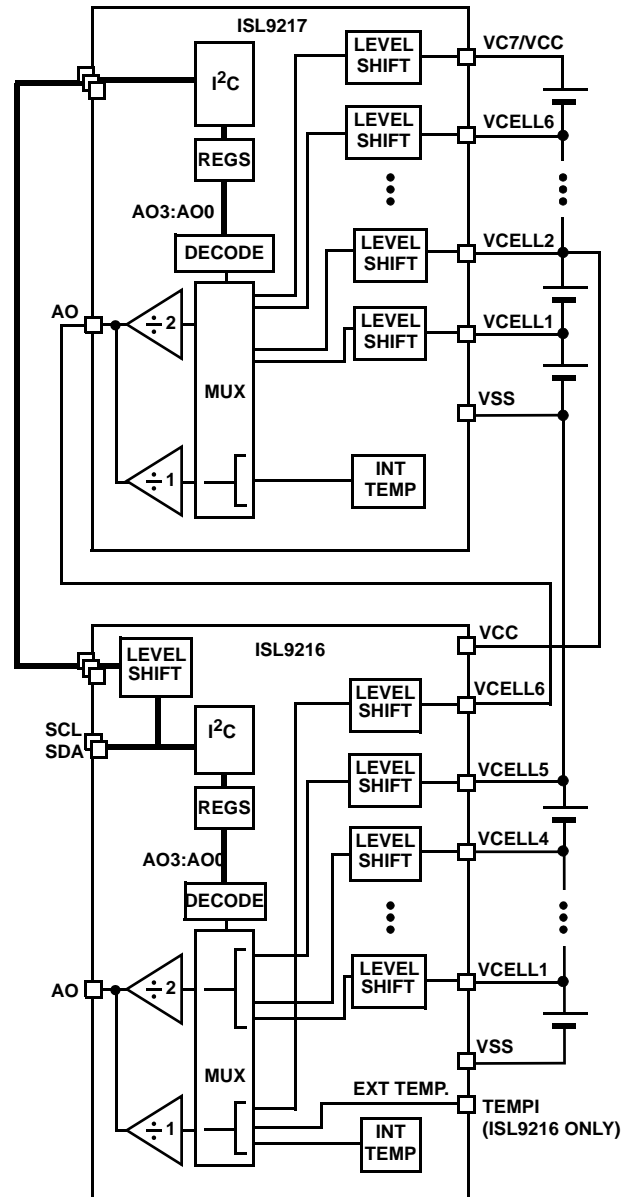 ISL9217
LEVEL
SHIFT
VC7/VCC
I²C
LEVEL
SHIFT
VCELL6
REGS
AO3:AO0
LEVEL
SHIFT
VCELL2
DECODE
AO
÷ 2
LEVEL
SHIFT
VCELL1
MUX
VSS
÷ 1
INT
TEMP
ISL9216
VCC
LEVEL
SHIFT
LEVEL
SHIFT
VCELL6
SCL
SDA
I²C
LEVEL
SHIFT
VCELL5
REGS
LEVEL
SHIFT
VCELL4
AO3:AO0
DECODE
LEVEL
SHIFT
VCELL1
AO
÷ 2
VSS
MUX
EXT TEMP.
TEMPI
(ISL9216 ONLY)
÷ 1
INT
TEMP